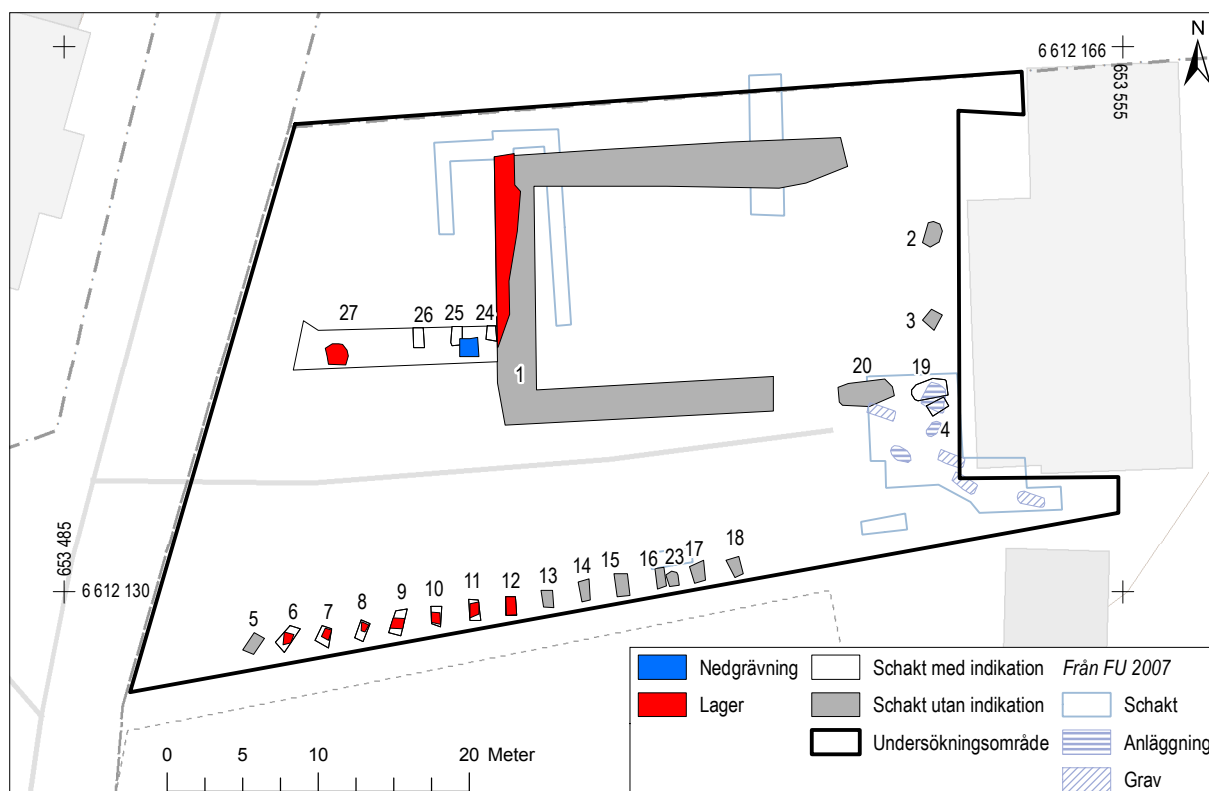 N
6 612 166
653 555
2
27
26
25
24
3
1
20
19
4
653 485
6 612 130
5
6
7
8
9
10
11
12
13
14
15
16
23
17
18
Nedgrävning
Schakt med indikation
Från FU 2007
Lager
Schakt utan indikation
Schakt
Undersökningsområde
Anläggning
Grav
0 5 10 20 Meter